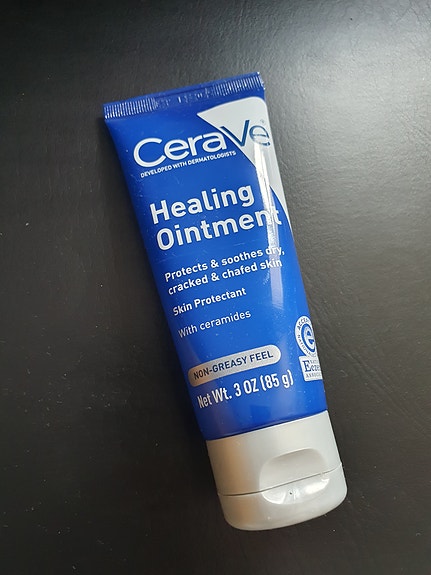 CeraVe
DEVELOPED WITH DERMATOLOGISTS
Healing
Ointment
Protects & soothes dry,
cracked & chafed skin
Skin Protectant
With ceramides
NON-GREASY FEEL
Net Wt. 3 OZ (85 g)